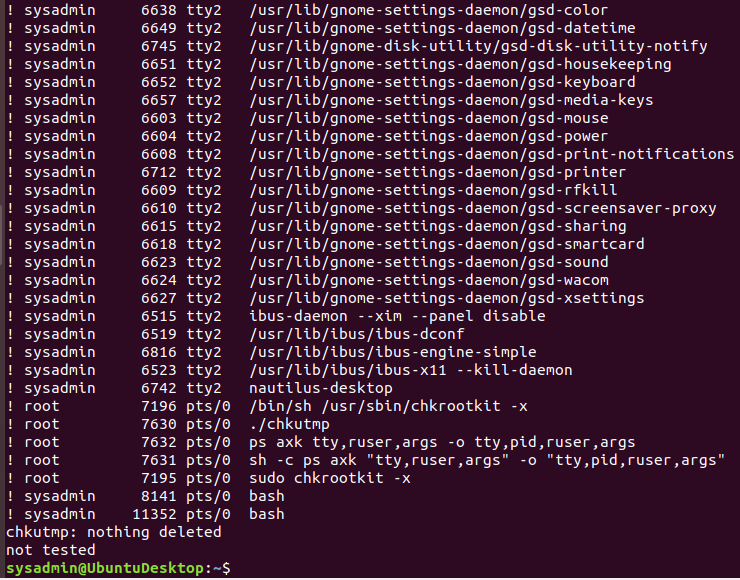 ! sysadmin     6638 tty2   /usr/lib/gnome-settings-daemon/gsd-color
! sysadmin     6649 tty2   /usr/lib/gnome-settings-daemon/gsd-datetime
! sysadmin     6745 tty2   /usr/lib/gnome-disk-utility/gsd-disk-utility-notify
! sysadmin     6651 tty2   /usr/lib/gnome-settings-daemon/gsd-housekeeping
! sysadmin     6652 tty2   /usr/lib/gnome-settings-daemon/gsd-keyboard
! sysadmin     6657 tty2   /usr/lib/gnome-settings-daemon/gsd-media-keys
! sysadmin     6603 tty2   /usr/lib/gnome-settings-daemon/gsd-mouse
! sysadmin     6604 tty2   /usr/lib/gnome-settings-daemon/gsd-power
! sysadmin     6608 tty2   /usr/lib/gnome-settings-daemon/gsd-print-notifications
! sysadmin     6712 tty2   /usr/lib/gnome-settings-daemon/gsd-printer
! sysadmin     6609 tty2   /usr/lib/gnome-settings-daemon/gsd-rfkill
! sysadmin     6610 tty2   /usr/lib/gnome-settings-daemon/gsd-screensaver-proxy
! sysadmin     6615 tty2   /usr/lib/gnome-settings-daemon/gsd-sharing
! sysadmin     6618 tty2   /usr/lib/gnome-settings-daemon/gsd-smartcard
! sysadmin     6623 tty2   /usr/lib/gnome-settings-daemon/gsd-sound
! sysadmin     6624 tty2   /usr/lib/gnome-settings-daemon/gsd-wacom
! sysadmin     6627 tty2   /usr/lib/gnome-settings-daemon/gsd-xsettings
! sysadmin     6515 tty2   ibus-daemon --xim --panel disable
! sysadmin     6519 tty2   /usr/lib/ibus/ibus-dconf
! sysadmin     6816 tty2   /usr/lib/ibus/ibus-engine-simple
! sysadmin     6523 tty2   /usr/lib/ibus/ibus-x11 --kill-daemon
! sysadmin     6742 tty2   nautilus-desktop
! root         7196 pts/0  /bin/sh /usr/sbin/chkrootkit -x
! root         7630 pts/0  ./chkutmp
! root         7632 pts/0  ps axk tty,ruser,args -o tty,pid,ruser,args
! root         7631 pts/0  sh -c ps axk "tty,ruser,args" -o "tty,pid,ruser,args"
! root         7195 pts/0  sudo chkrootkit -x
! sysadmin     8141 pts/0  bash
! sysadmin    11352 pts/0  bash
chkutmp: nothing deleted
not tested
sysadmin@UbuntuDesktop:~$